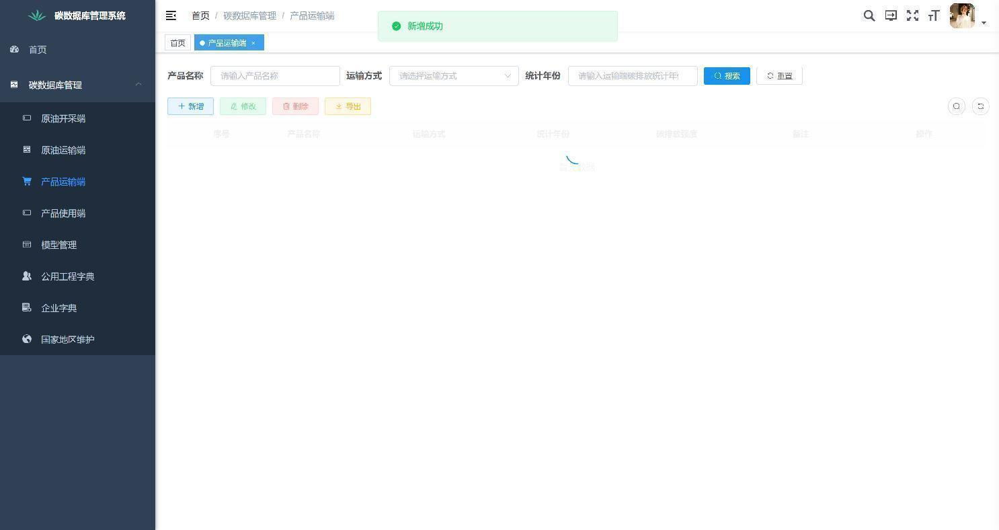 碳数据库管理系统
首页
碳数据库管理
原油开采端
原油运输端
产品运输端
产品使用端
模型管理
公用工程字典
企业字典
国家地区维护
首页 / 碳数据库管理 / 产品运输端
新增成功
首页
产品运输端 ×
产品名称 请输入产品名称 运输方式 请选择运输方式 统计年份 请输入运输端碳排放统计年份 搜索 重置
新增 修改 删除 导出
序号 产品名称 运输方式 统计年份 碳排放强度 备注 操作
暂无数据